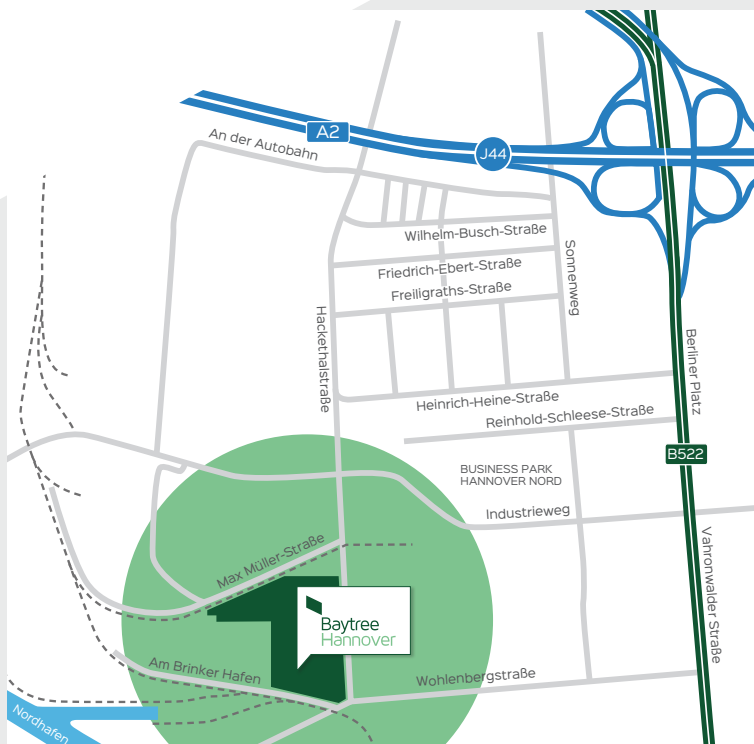 A2
J44
An der Autobahn
Wilhelm-Busch-Straße
Friedrich-Ebert-Straße
Freiligraths-Straße
Sonnenweg
Hackethalstraße
Berliner Platz
Heinrich-Heine-Straße
Reinhold-Schleese-Straße
B522
BUSINESS PARK
HANNOVER NORD
Industrieweg
Vahronwalder Straße
Max Müller-Straße
Baytree
Hannover
Am Brinker Hafen
Wohlenbergstraße
Nordhafen